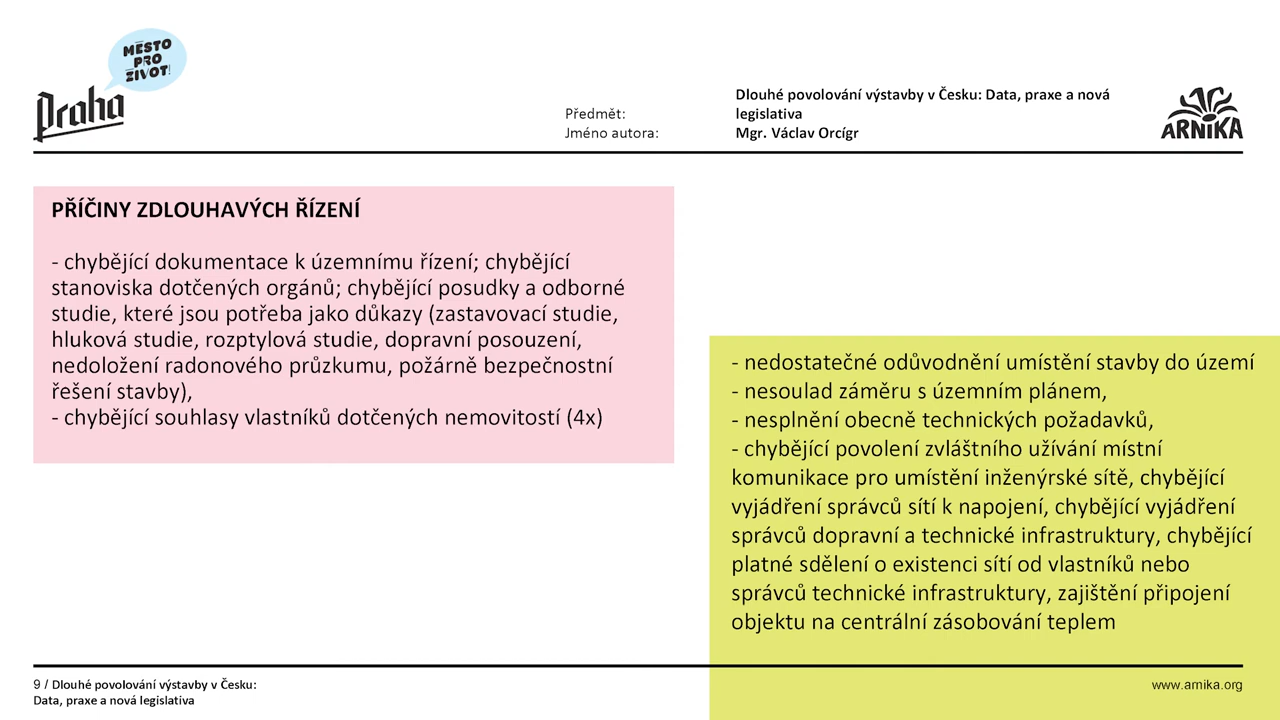 MĚSTO
PRO
ŽIVOT!
Praha
Předmět:
Jméno autora:
Dlouhé povolování výstavby v Česku: Data, praxe a nová
legislativa
Mgr. Václav Orcígr
ARNIKA
PŘÍČINY ZDLOUHAVÝCH ŘÍZENÍ
- chybějící dokumentace k územnímu řízení; chybějící
stanoviska dotčených orgánů; chybějící posudky a odborné
studie, které jsou potřeba jako důkazy (zastavovací studie,
hluková studie, rozptylová studie, dopravní posouzení,
nedoložení radonového průzkumu, požárně bezpečnostní
řešení stavby),
- chybějící souhlasy vlastníků dotčených nemovitostí (4x)
- nedostatečné odůvodnění umístění stavby do území
- nesoulad záměru s územním plánem,
- nesplnění obecně technických požadavků,
- chybějící povolení zvláštního užívání místní
komunikace pro umístění inženýrské sítě, chybějící
vyjádření správců sítí k napojení, chybějící vyjádření
správců dopravní a technické infrastruktury, chybějící
platné sdělení o existenci sítí od vlastníků nebo
správců technické infrastruktury, zajištění připojení
objektu na centrální zásobování teplem
9 / Dlouhé povolování výstavby v Česku:
Data, praxe a nová legislativa
www.arnika.org